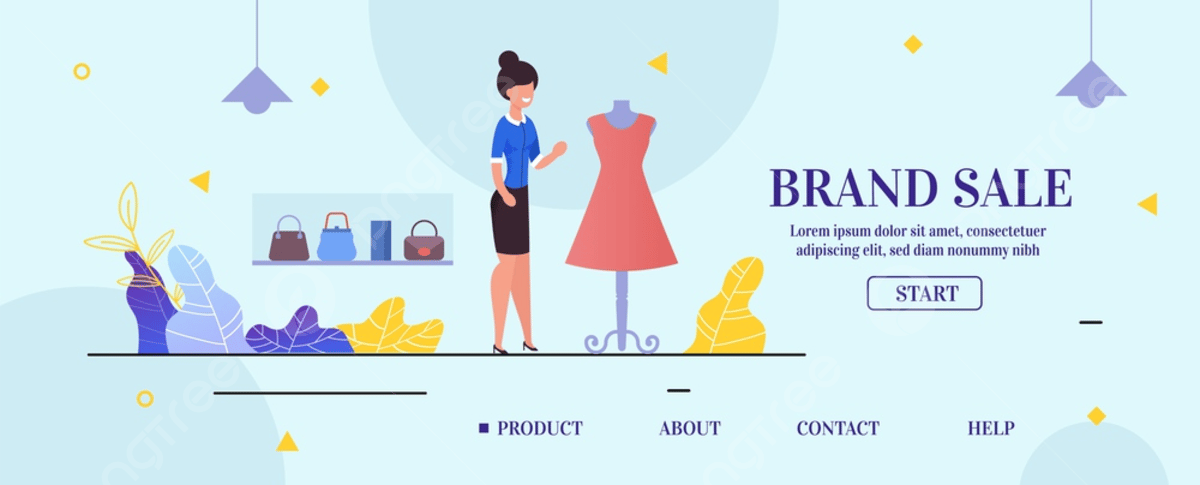 BRAND SALE
Lorem ipsum dolor sit amet, consectetuer
adipiscing elit, sed diam nonummy nibh
START
PRODUCT ABOUT CONTACT HELP